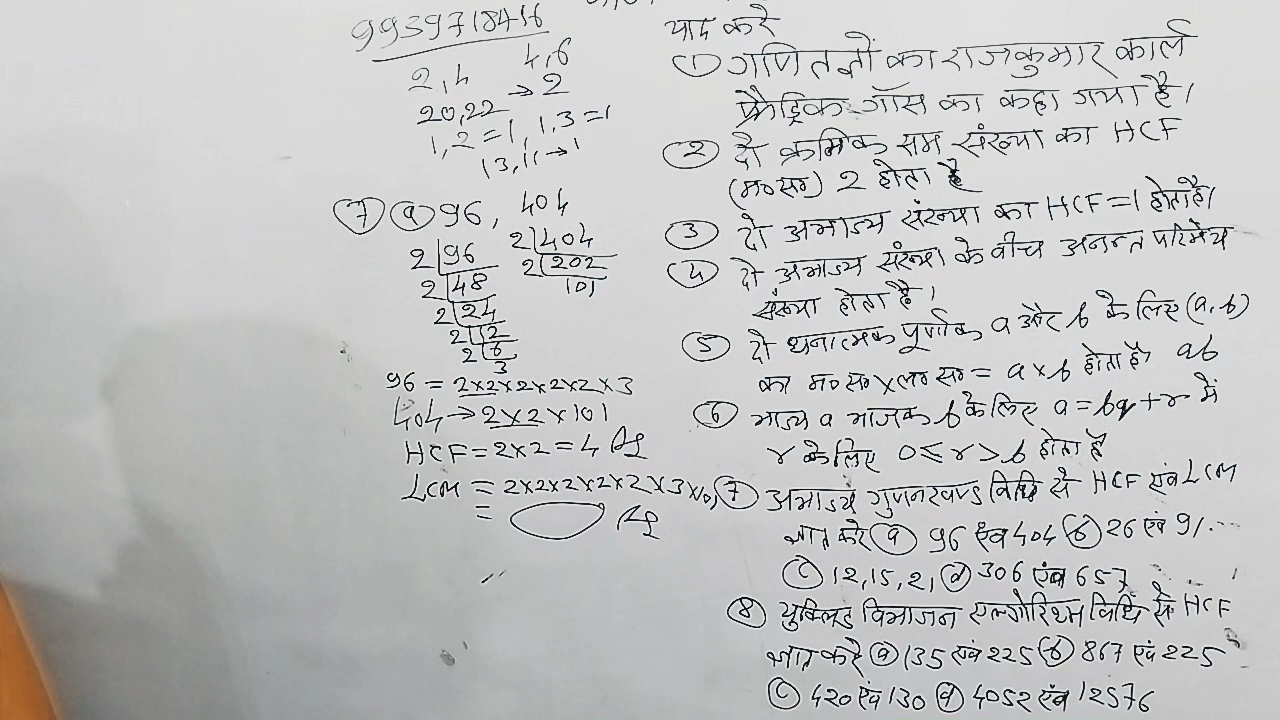 9939718416
2,4 4,6
→ 2
20,22
1,2=1, 1,3=1
13,11→1
⑦ ⓐ 96, 404
2|96
2|48
2|24
2|12
2|6
3
2|404
2|202
101
96 = 2×2×2×2×2×3
404 → 2×2×101
HCF = 2×2 = 4 Ans
LCM = 2×2×2×2×2×3×101
= Ans
याद करे
① गणितज्ञों का राजकुमार कार्ल
फ्रेड्रिक गॉस का कहा गया है।
② दो क्रमिक सम संख्या का HCF
(म०स०) 2 होता है
③ दो अभाज्य संख्या का HCF=1 होता है।
④ दो अभाज्य संख्या के बीच अनन्त परिमेय
संख्या होता है।
⑤ दो धनात्मक पूर्णांक a और b के लिए (a,b)
का म०स०×ल०स० = a×b होता है। ab
⑥ भाज्य a भाजक b के लिए a=bq+r में
r के लिए 0≤r>b होता है
⑦ अभाज्य गुणनखण्ड विधि से HCF एवं LCM
ज्ञात करे ⓐ 96 एंव 404 ⓑ 26 एंव 91
ⓒ 12,15,21 ⓓ 306 एंव 657
⑧ युक्लिड विभाजन एल्गोरिथ्म विधि से HCF
ज्ञात करे ⓐ 135 एंव 225 ⓑ 867 एवं 225
ⓒ 420 एंव 130 ⓓ 4052 एंव 12576